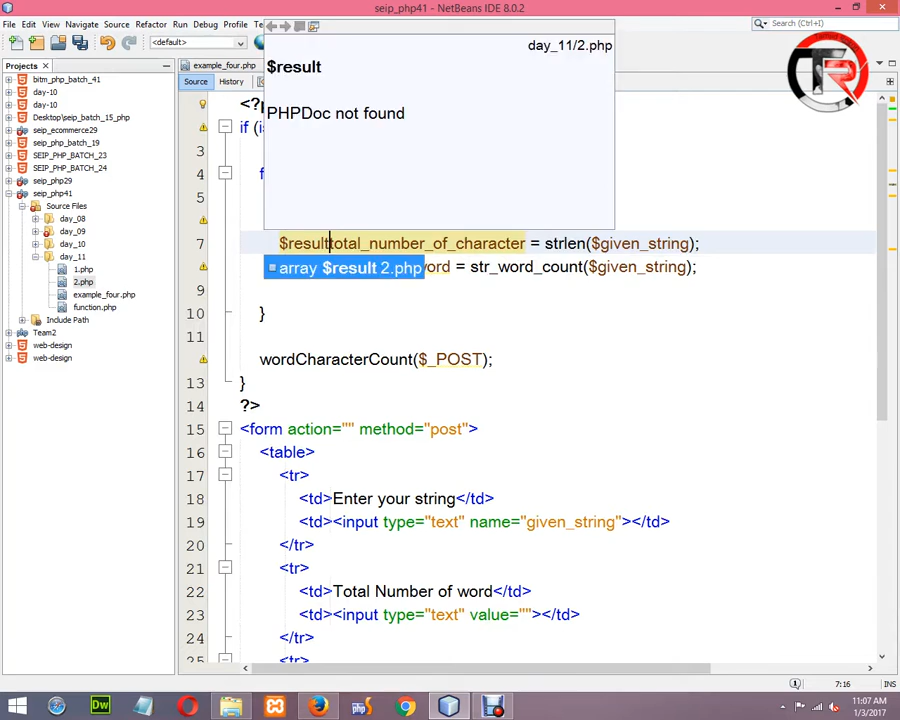 seip_php41 - NetBeans IDE 8.0.2
File Edit View Navigate Source Refactor Run Debug Profile
Search (Ctrl+I)
<default>
Projects
example_four.php
Source History
day_11/2.php
$result
PHPDoc not found
bitm_php_batch_41
day-10
day-10
Desktop\seip_batch_15_php
seip_ecommerce29
seip_php_batch_19
SEIP_PHP_BATCH_23
SEIP_PHP_BATCH_24
seip_php29
seip_php41
Source Files
day_08
day_09
day_10
day_11
1.php
2.php
example_four.php
function.php
Include Path
Team2
web-design
web-design
TR
<?
if (i
3
4 f
5
7 $resulttotal_number_of_character = strlen($given_string);
array $result 2.php
word = str_word_count($given_string);
10 }
11
wordCharacterCount($_POST);
13 }
14 ?>
15 <form action="" method="post">
16 <table>
17 <tr>
18 <td>Enter your string</td>
19 <td><input type="text" name="given_string"></td>
20 </tr>
21 <tr>
22 <td>Total Number of word</td>
23 <td><input type="text" value=""></td>
24 </tr>
25 <tr>
7:16 INS
Dw
php
11:07 AM
1/3/2017